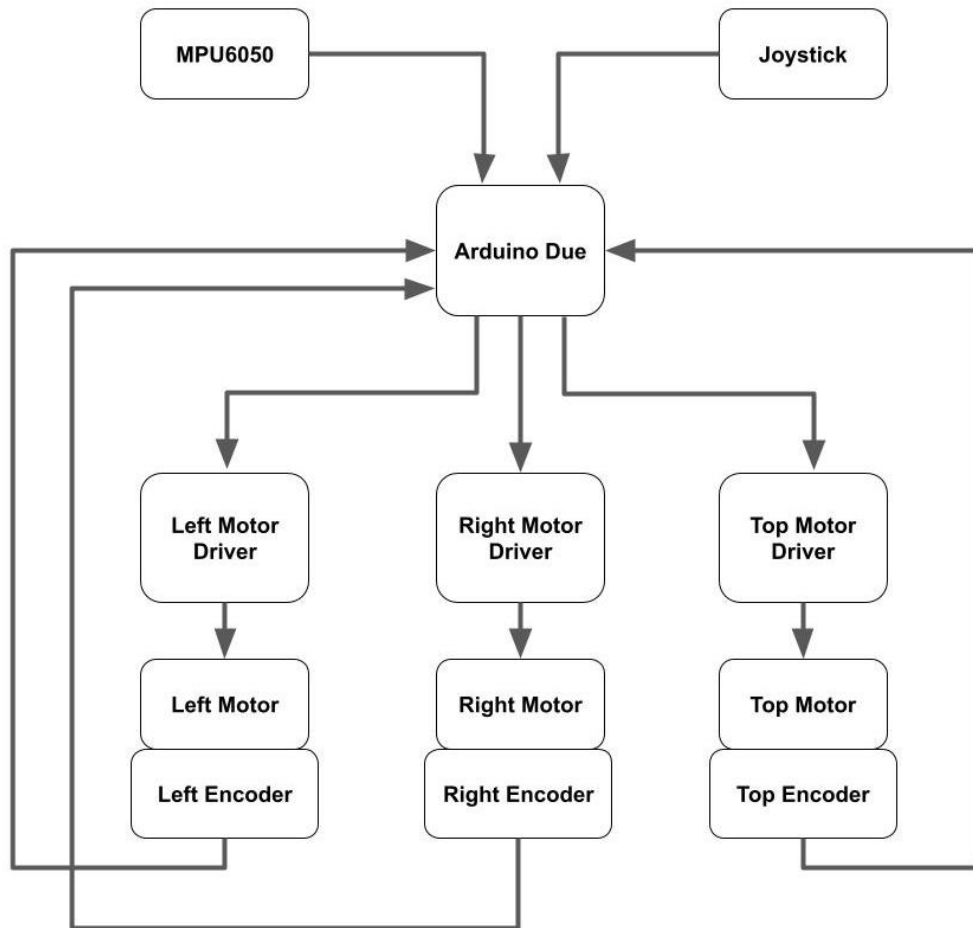 MPU6050
Joystick
Arduino Due
Left Motor
Driver
Right Motor
Driver
Top Motor
Driver
Left Motor
Right Motor
Top Motor
Left Encoder
Right Encoder
Top Encoder